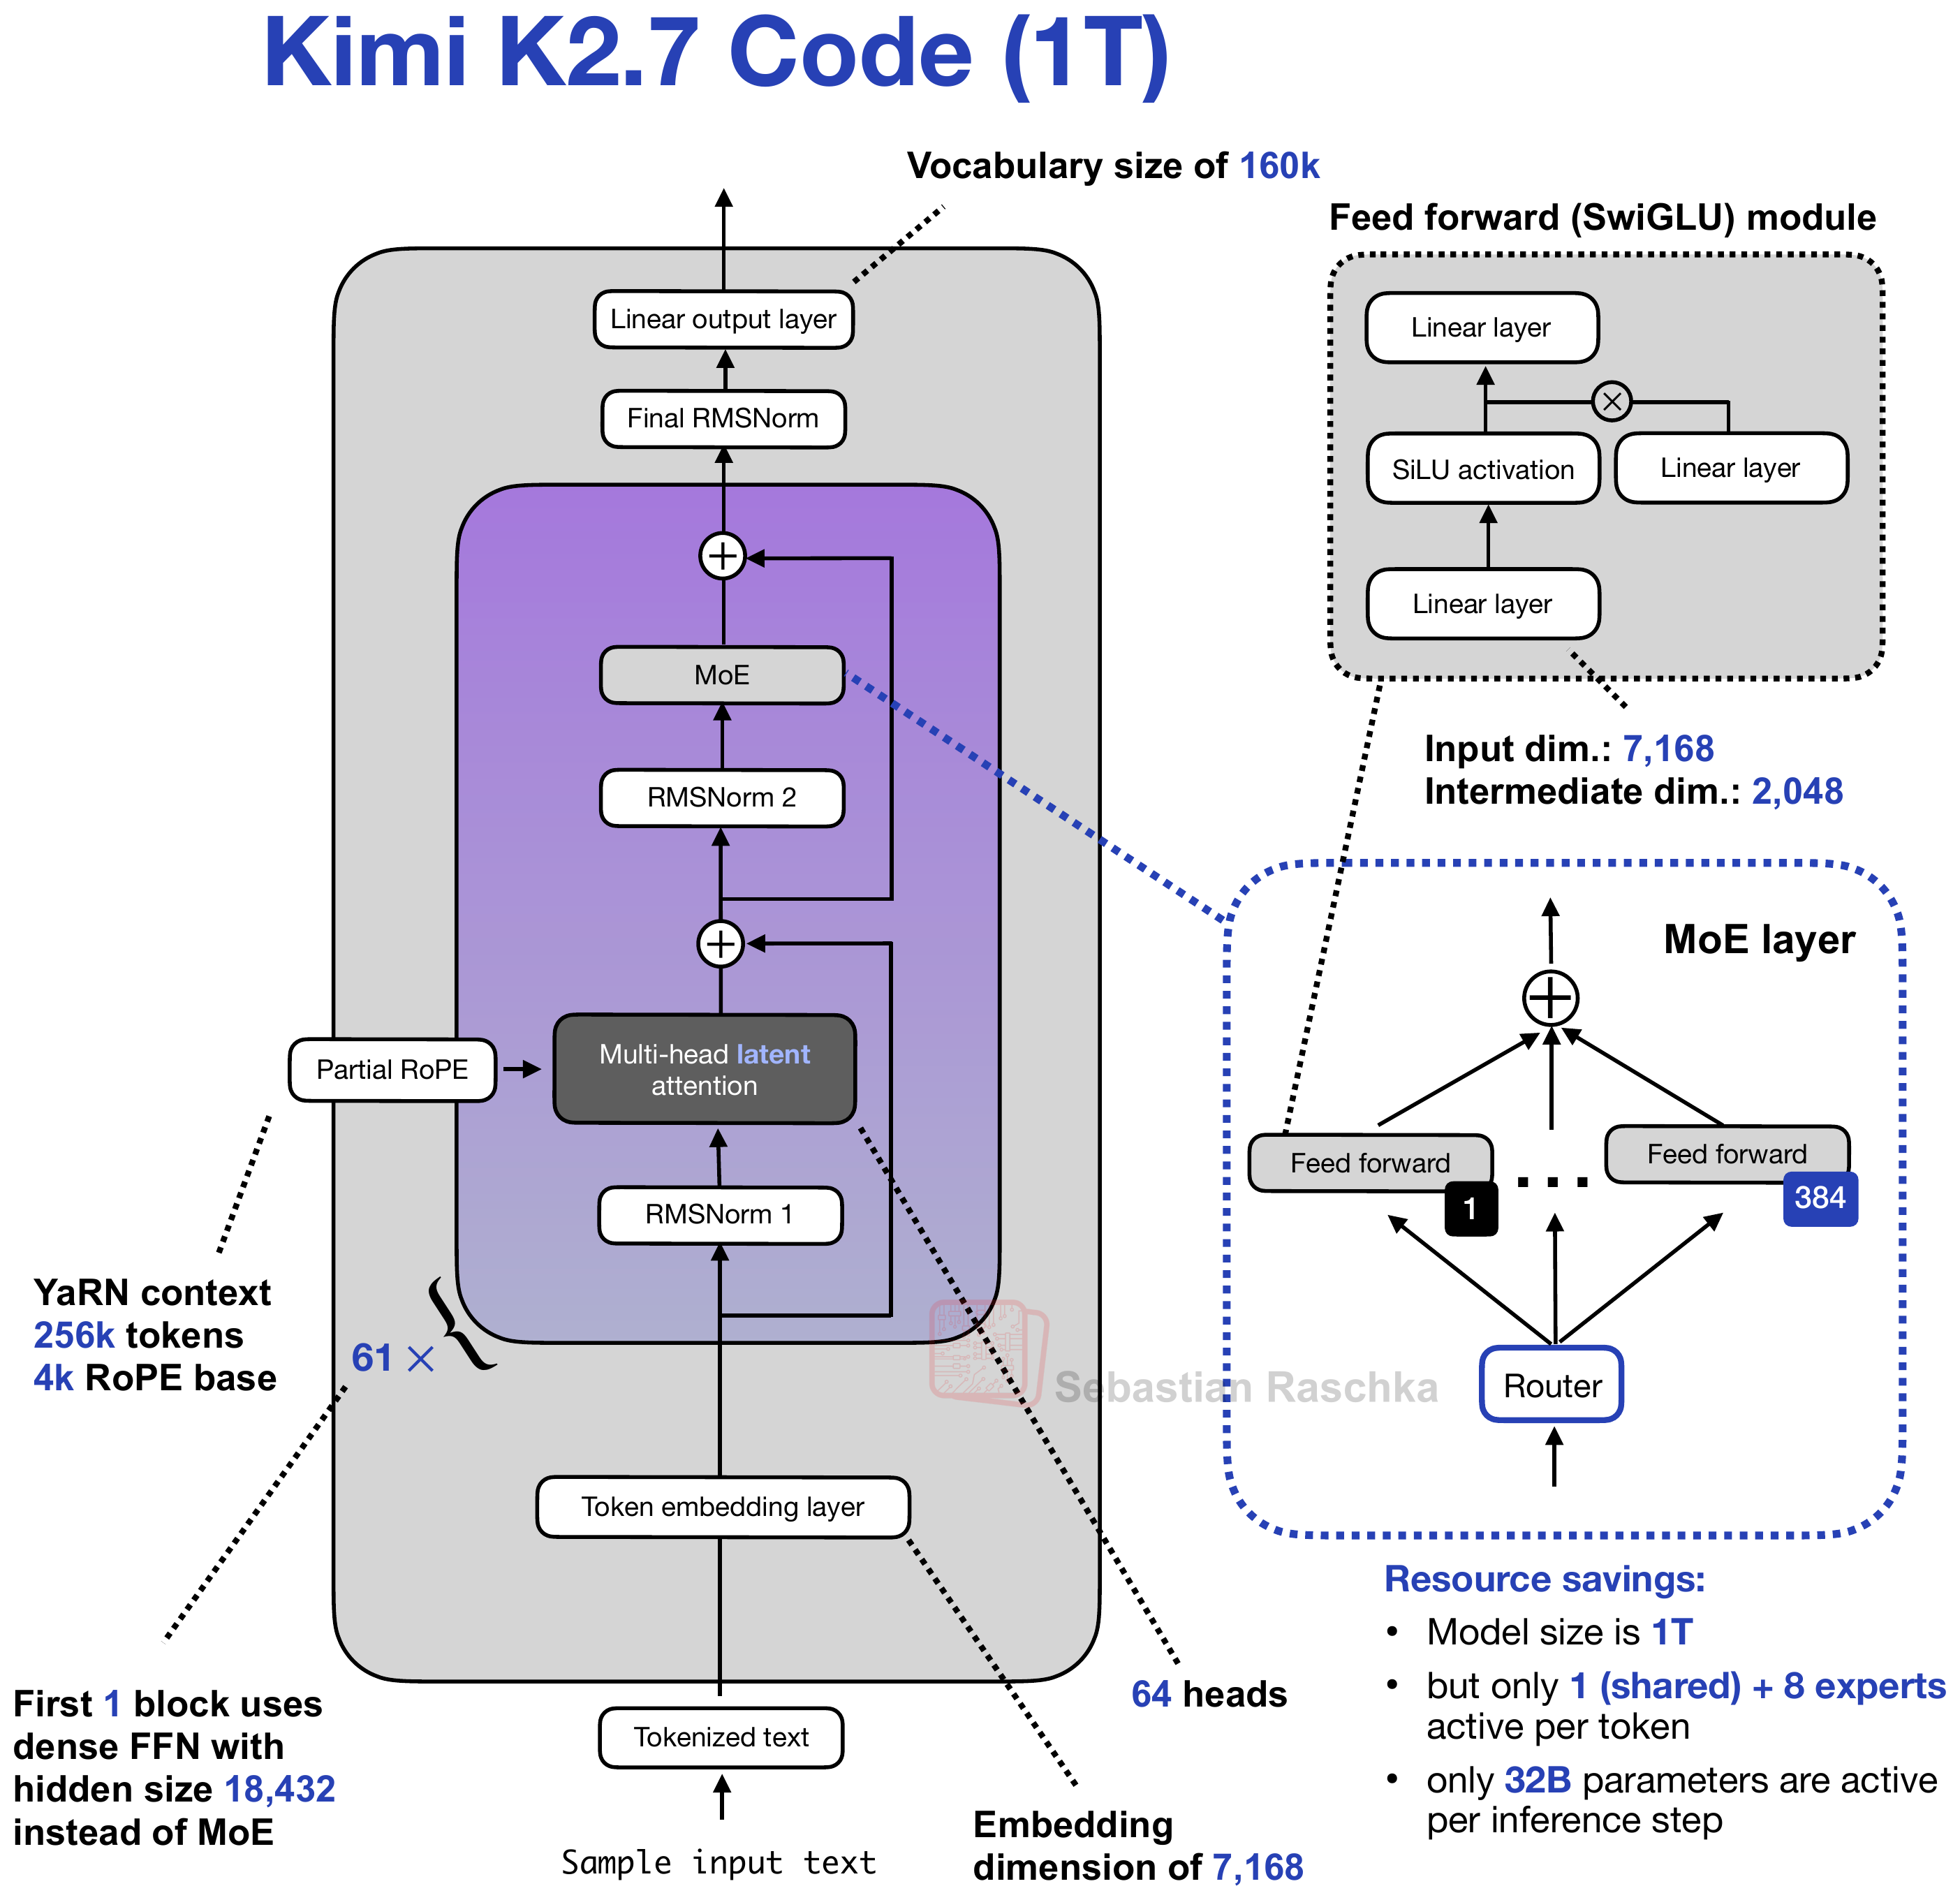 Kimi K2.7 Code (1T)
Vocabulary size of 160k
Feed forward (SwiGLU) module
Linear layer
SiLU activation
Linear layer
Linear layer
Input dim.: 7,168
Intermediate dim.: 2,048
Linear output layer
Final RMSNorm
MoE
RMSNorm 2
Multi-head latent
attention
Partial RoPE
RMSNorm 1
YaRN context
256k tokens
4k RoPE base
61 ×
Token embedding layer
First 1 block uses
dense FFN with
hidden size 18,432
instead of MoE
Tokenized text
Sample input text
64 heads
Embedding
dimension of 7,168
Sebastian Raschka
MoE layer
Feed forward
1
...
Feed forward
384
Router
Resource savings:
• Model size is 1T
• but only 1 (shared) + 8 experts
active per token
• only 32B parameters are active
per inference step